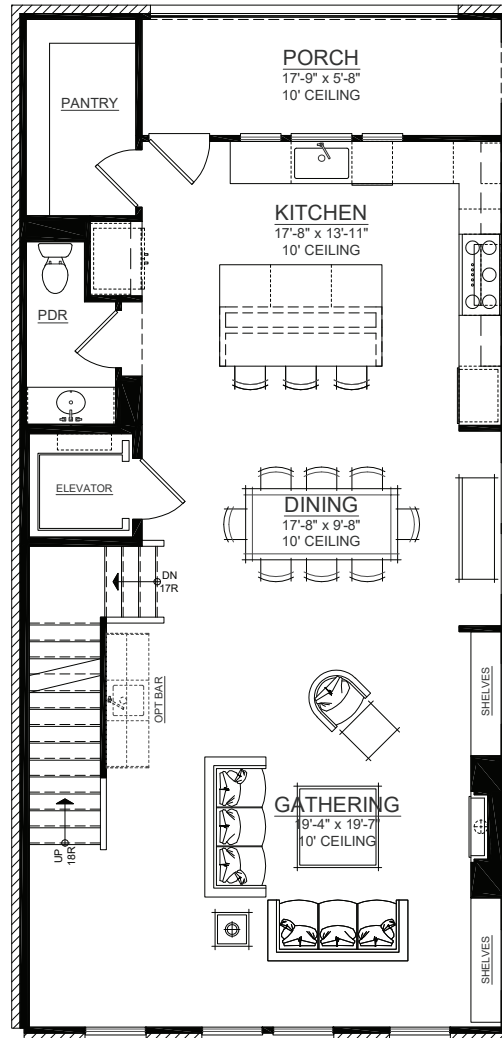 PORCH
17'-9" x 5'-8"
10' CEILING
PANTRY
KITCHEN
17'-8" x 13'-11"
10' CEILING
PDR
ELEVATOR
DINING
17'-8" x 9'-8"
10' CEILING
DN
17R
OPT BAR
SHELVES
GATHERING
19'-4" x 19'-7"
10' CEILING
UP
18R
SHELVES